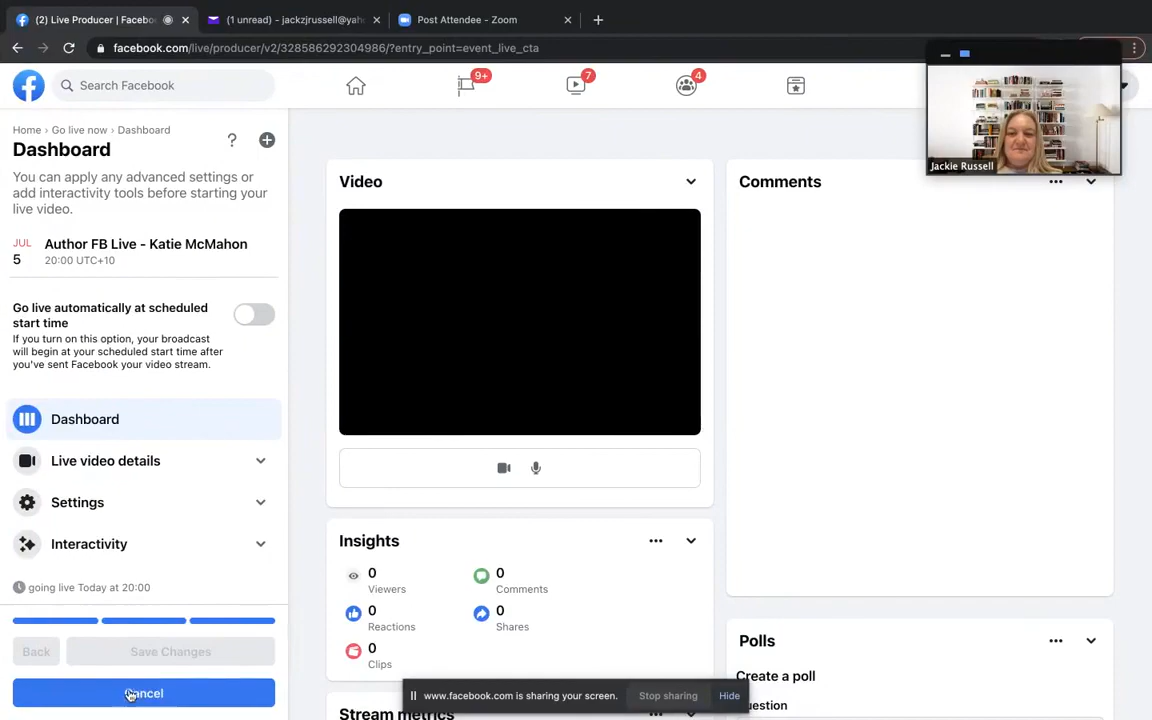 (2) Live Producer | Facebo
(1 unread) - jackzjrussell@yah
Post Attendee - Zoom
facebook.com/live/producer/v2/328586292304986/?entry_point=event_live_cta
Search Facebook
9+
7
4
Home › Go live now › Dashboard
Dashboard
You can apply any advanced settings or
add interactivity tools before starting your
live video.
JUL
5
Author FB Live - Katie McMahon
20:00 UTC+10
Go live automatically at scheduled
start time
If you turn on this option, your broadcast
will begin at your scheduled start time after
you've sent Facebook your video stream.
Dashboard
Live video details
Settings
Interactivity
going live Today at 20:00
Back
Save Changes
Cancel
Video
Insights
0
Viewers
0
Comments
0
Reactions
0
Shares
0
Clips
Stream metrics
Comments
Jackie Russell
Polls
Create a poll
uestion
www.facebook.com is sharing your screen.
Stop sharing
Hide